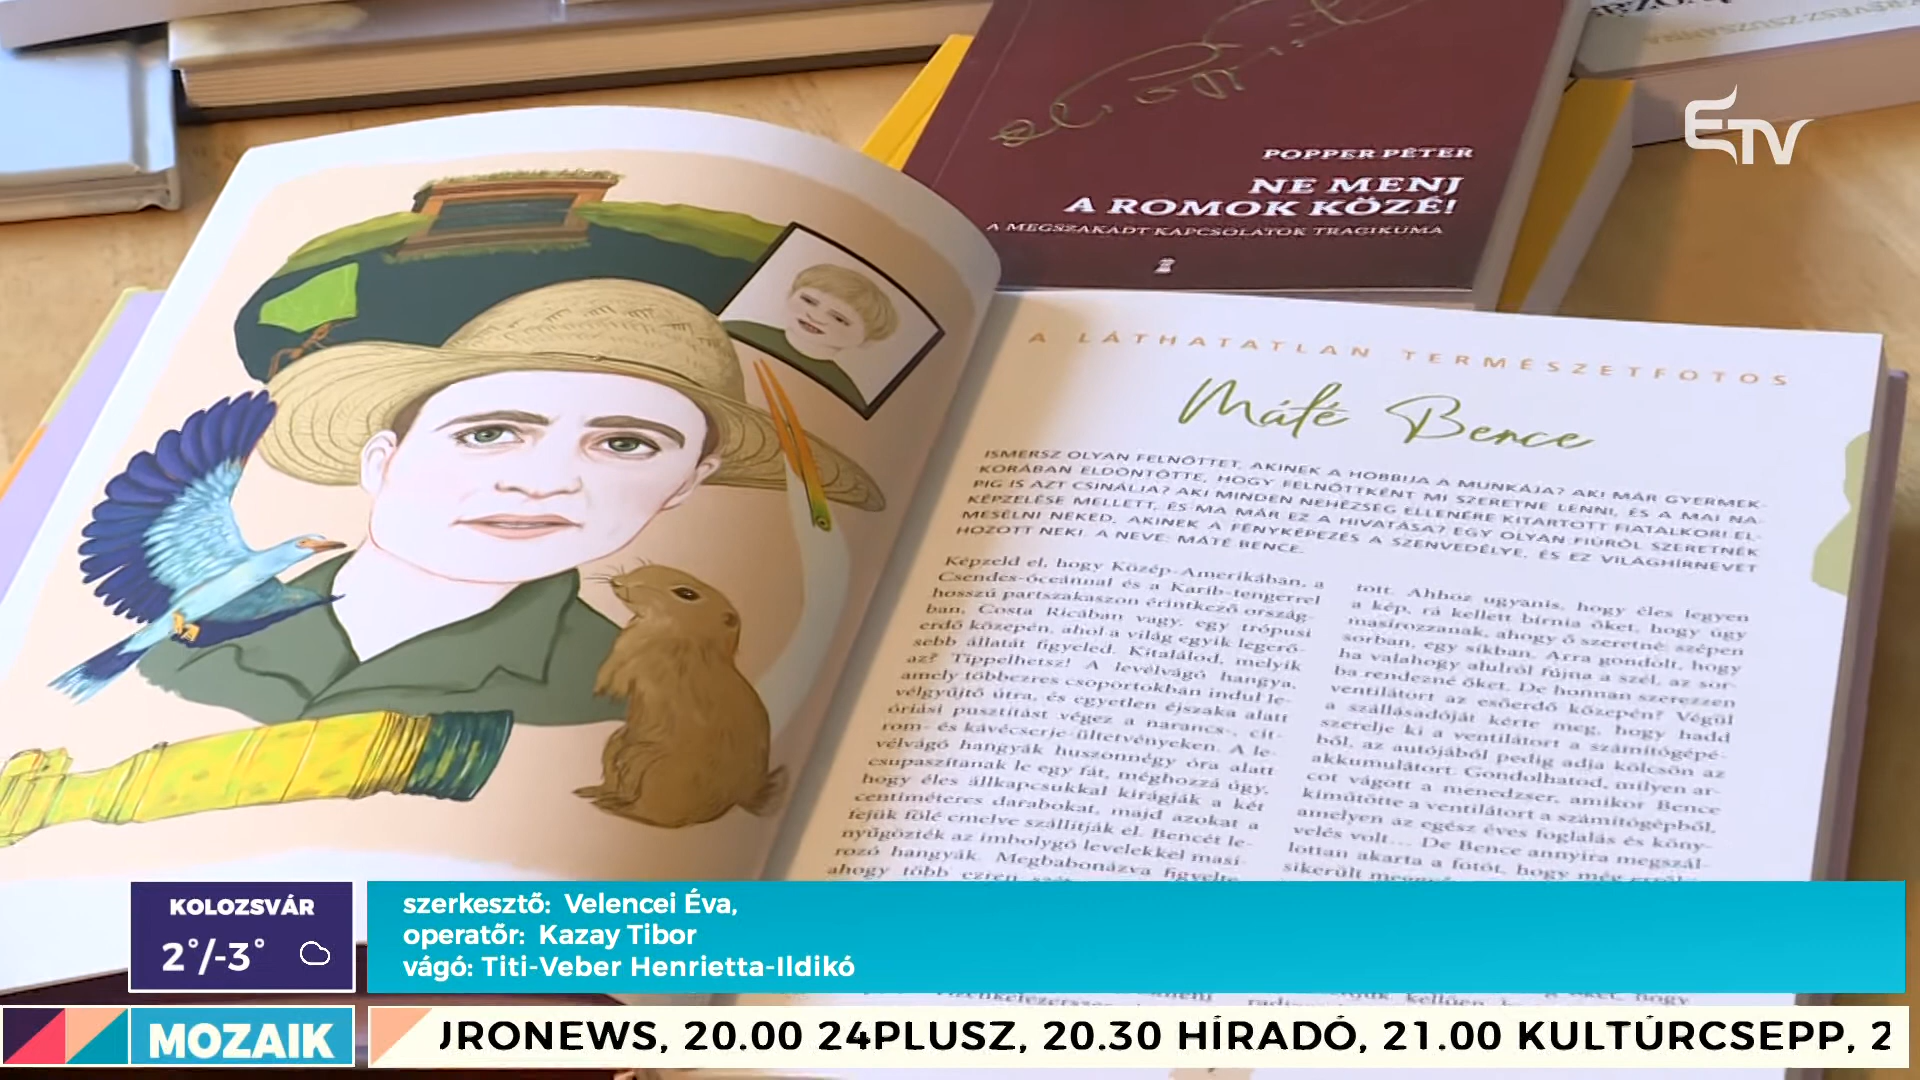 ÉTV
POPPER PÉTER
NE MENJ
A ROMOK KÖZÉ!
A MEGSZAKADT KAPCSOLATOK TRAGIKUMA
A LÁTHATATLAN TERMÉSZETFOTÓS
Máté Bence
ISMERSZ OLYAN FELNŐTTET, AKINEK A HOBBIJA A MUNKÁJA? AKI MÁR GYERMEK-
KORÁBAN ELDÖNTÖTTE, HOGY FELNŐTTKÉNT MI SZERETNE LENNI, ÉS A MAI NA-
PIG IS AZT CSINÁLJA? AKI MINDEN NEHÉZSÉG ELLENÉRE KITARTOTT FIATALKORI EL-
KÉPZELÉSE MELLETT, ÉS MA MÁR EZ A HIVATÁSA? EGY OLYAN FIÚRÓL SZERETNÉK
MESÉLNI NEKED, AKINEK A FÉNYKÉPEZÉS A SZENVEDÉLYE, ÉS EZ VILÁGHÍRNEVET
HOZOTT NEKI. A NEVE: MÁTÉ BENCE.
Képzeld el, hogy Közép-Amerikában, a
Csendes-óceánnal és a Karib-tengerrel
hosszú partszakaszon érintkező ország-
ban, Costa Ricában vagy, egy trópusi
erdő közepén, ahol a világ egyik legerő-
sebb állatát figyeled. Kitalálod, melyik
az? Tippelhetsz! A levélvágó hangya,
amely többezres csoportokban indul le-
vélgyűjtő útra, és egyetlen éjszaka alatt
óriási pusztítást végez a narancs-, cit-
rom- és kávécserje-ültetvényeken. A le-
vélvágó hangyák huszonnégy óra alatt
csupaszítanak le egy fát, méghozzá úgy,
hogy éles állkapcsukkal kirágják a két
centiméteres darabokat, majd azokat a
fejük fölé emelve szállítják el. Bencét le-
nyűgözték az imbolygó levelekkel masí-
rozó hangyák. Megbabonázva figyelte,
ahogy több ezren
tott. Ahhoz ugyanis, hogy éles legyen
a kép, rá kellett bírnia őket, hogy úgy
masírozzanak, ahogy ő szeretné: szépen
sorban, egy síkban. Arra gondolt, hogy
ha valahogy alulról fújna a szél, az sor-
ba rendezné őket. De honnan szerezzen
ventilátort az esőerdő közepén? Végül
a szállásadóját kérte meg, hogy hadd
szerelje ki a ventilátort a számítógépé-
ből, az autójából pedig adja kölcsön az
akkumulátort. Gondolhatod, milyen ar-
cot vágott a menedzser, amikor Bence
kiműtötte a ventilátort a számítógépből,
amelyen az egész éves foglalás és köny-
velés volt… De Bence annyira megszál-
lottan akarta a fotót, hogy még
sikerült
KOLOZSVÁR
2°/-3°
szerkesztő: Velencei Éva,
operatőr: Kazay Tibor
vágó: Titi-Veber Henrietta-Ildikó
MOZAIK
JRONEWS, 20.00 24PLUSZ, 20.30 HÍRADÓ, 21.00 KULTÚRCSEPP, 2